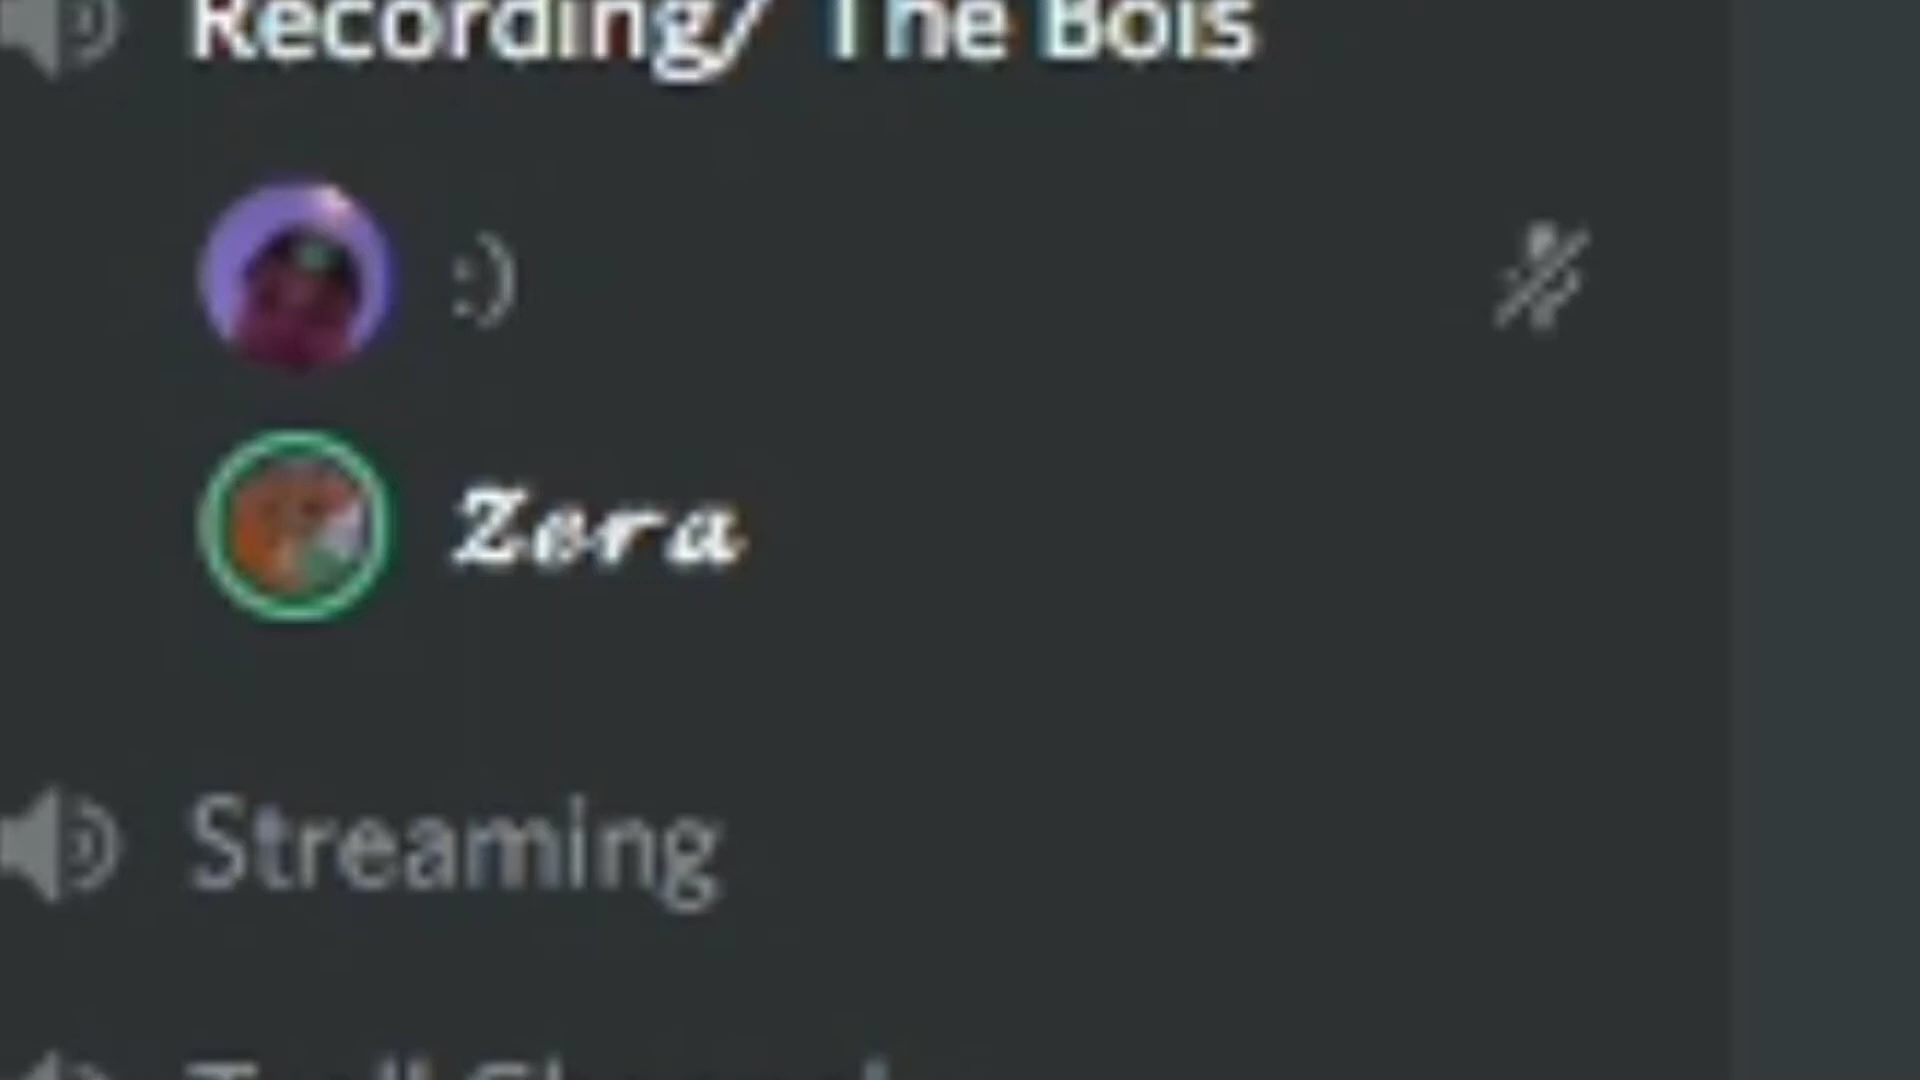 Recording/ The Bois
:)
Zera
Streaming